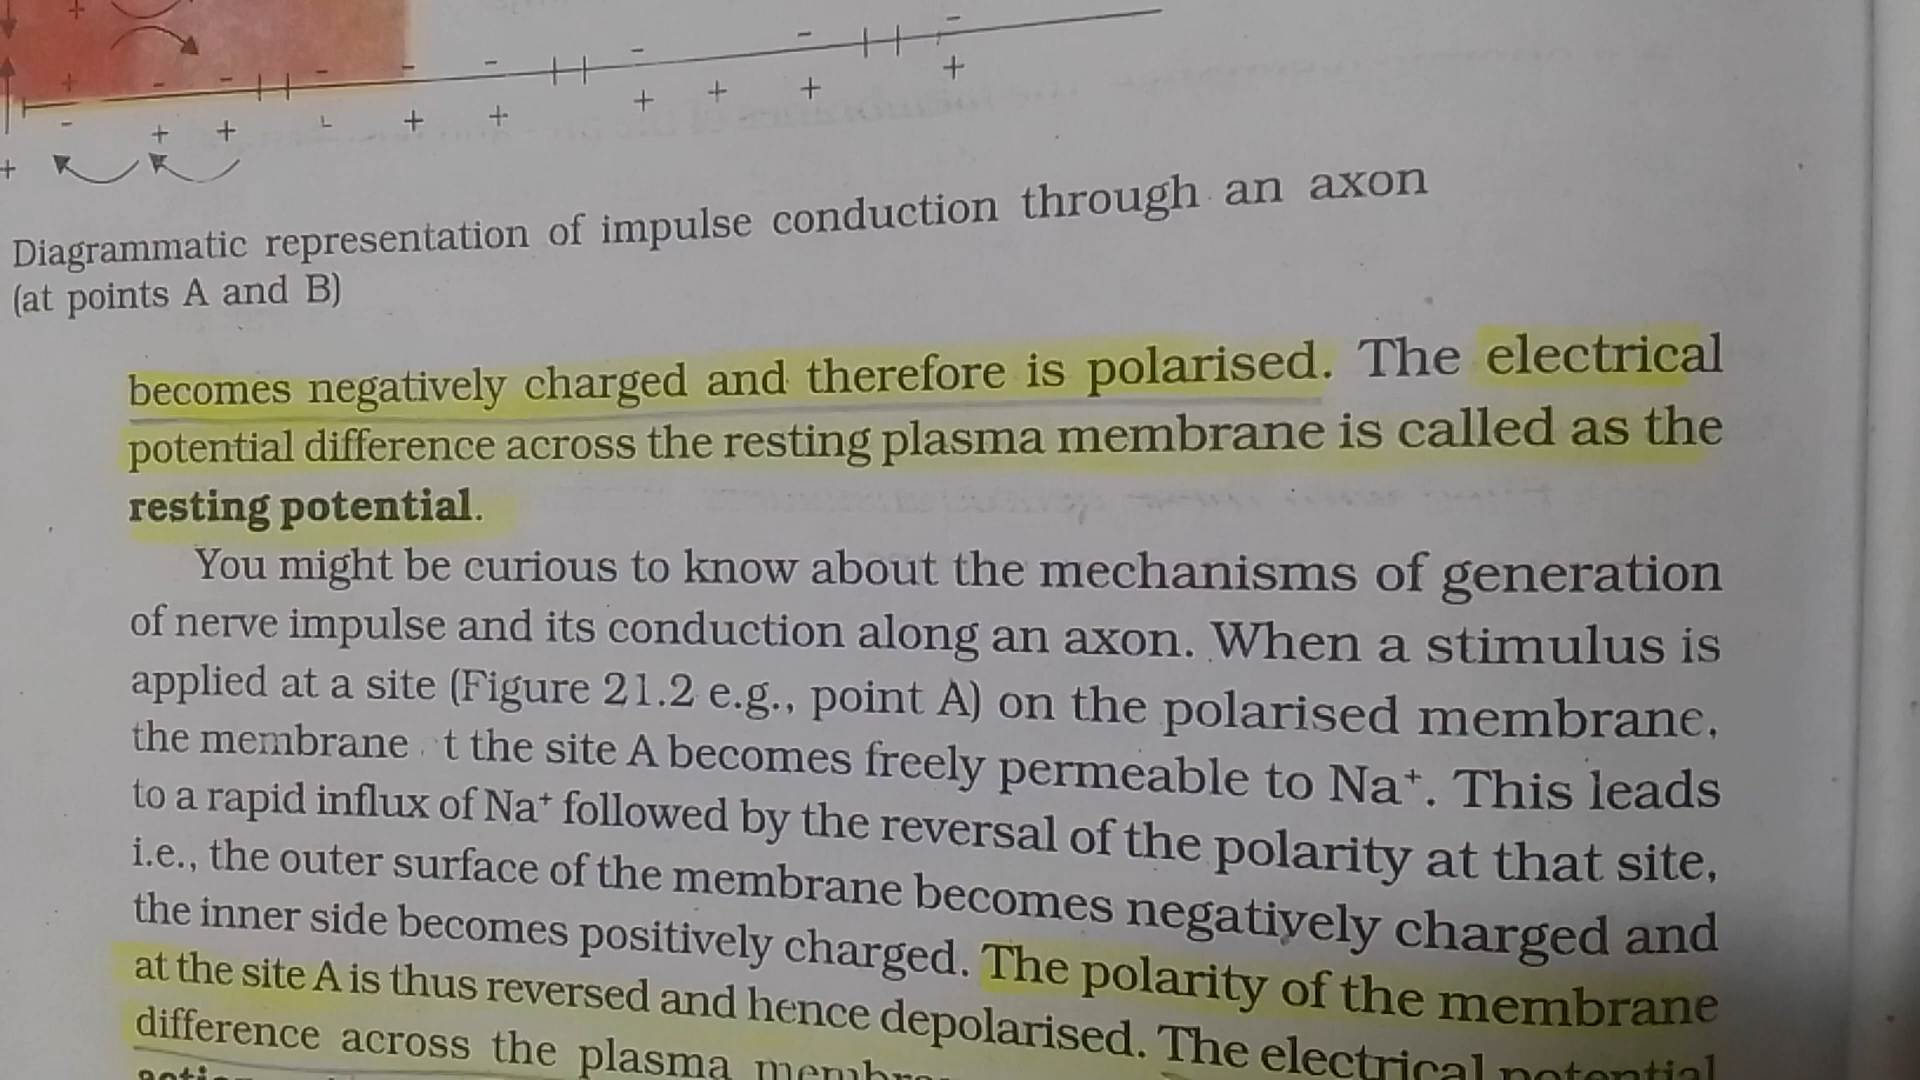 Diagrammatic representation of impulse conduction through an axon
(at points A and B)
becomes negatively charged and therefore is polarised. The electrical
potential difference across the resting plasma membrane is called as the
resting potential.
You might be curious to know about the mechanisms of generation
of nerve impulse and its conduction along an axon. When a stimulus is
applied at a site (Figure 21.2 e.g., point A) on the polarised membrane,
the membrane t the site A becomes freely permeable to Na⁺. This leads
to a rapid influx of Na⁺ followed by the reversal of the polarity at that site,
i.e., the outer surface of the membrane becomes negatively charged and
the inner side becomes positively charged. The polarity of the membrane
at the site A is thus reversed and hence depolarised. The electrical potential
difference across the plasma